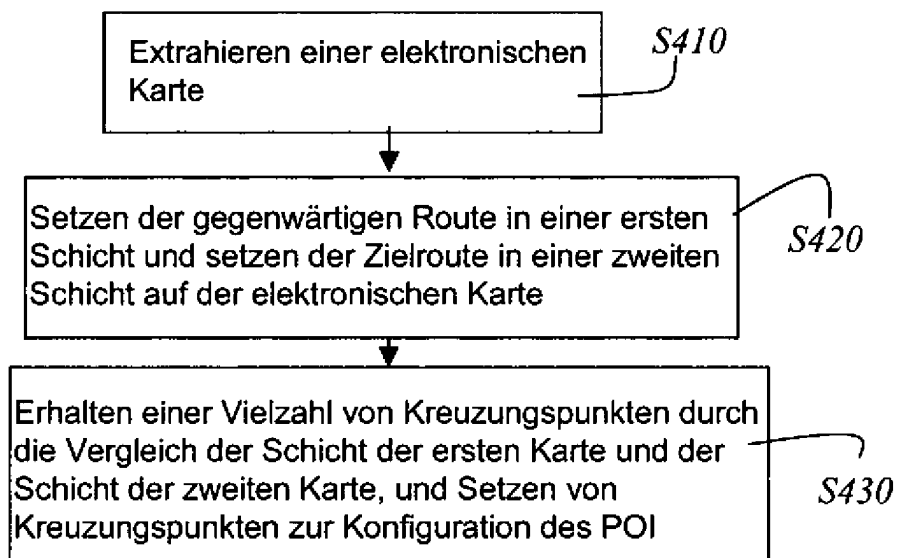 Extrahieren einer elektronischen
Karte
S410
Setzen der gegenwärtigen Route in einer ersten
Schicht und setzen der Zielroute in einer zweiten
Schicht auf der elektronischen Karte
S420
Erhalten einer Vielzahl von Kreuzungspunkten durch
die Vergleich der Schicht der ersten Karte und der
Schicht der zweiten Karte, und Setzen von
Kreuzungspunkten zur Konfiguration des POI
S430